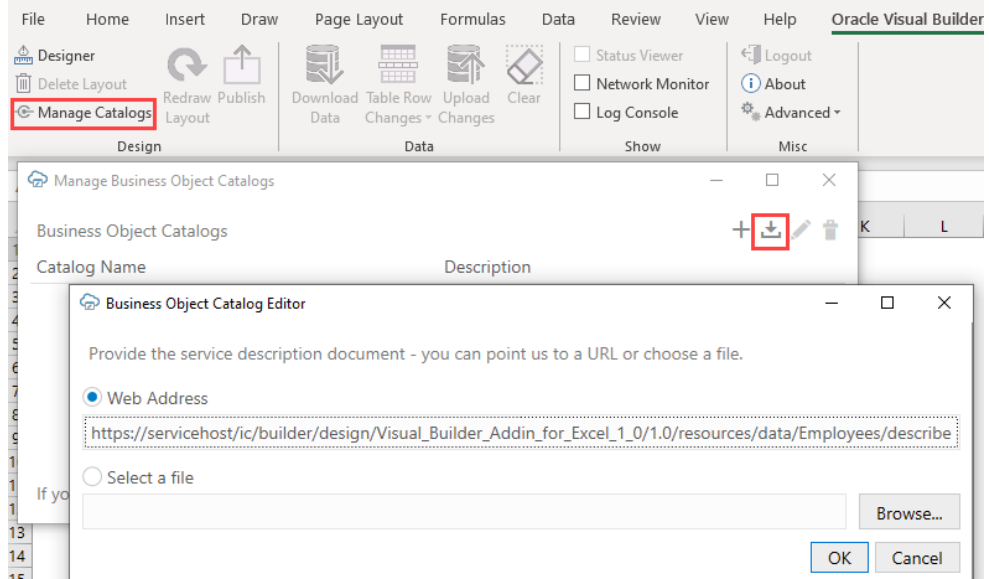 File Home Insert Draw Page Layout Formulas Data Review View Help Oracle Visual Builder
Designer
Delete Layout
Manage Catalogs
Redraw Layout
Publish
Design
Download Data
Table Row Changes
Upload Changes
Clear
Data
Status Viewer
Network Monitor
Log Console
Show
Logout
About
Advanced
Misc
Manage Business Object Catalogs
Business Object Catalogs
Catalog Name Description
K L
Business Object Catalog Editor
Provide the service description document - you can point us to a URL or choose a file.
Web Address
https://servicehost/ic/builder/design/Visual_Builder_Addin_for_Excel_1_0/1.0/resources/data/Employees/describe
Select a file
If
Browse...
13
14
OK Cancel